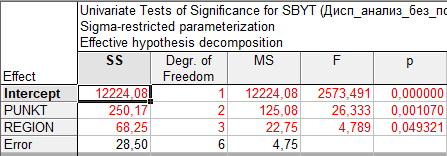 Univariate Tests of Significance for SBYT (Дисп_анализ_без_по
Sigma-restricted parameterization
Effective hypothesis decomposition
Effect SS Degr. of Freedom MS F p
Intercept 12224,08 1 12224,08 2573,491 0,000000
PUNKT 250,17 2 125,08 26,333 0,001070
REGION 68,25 3 22,75 4,789 0,049321
Error 28,50 6 4,75